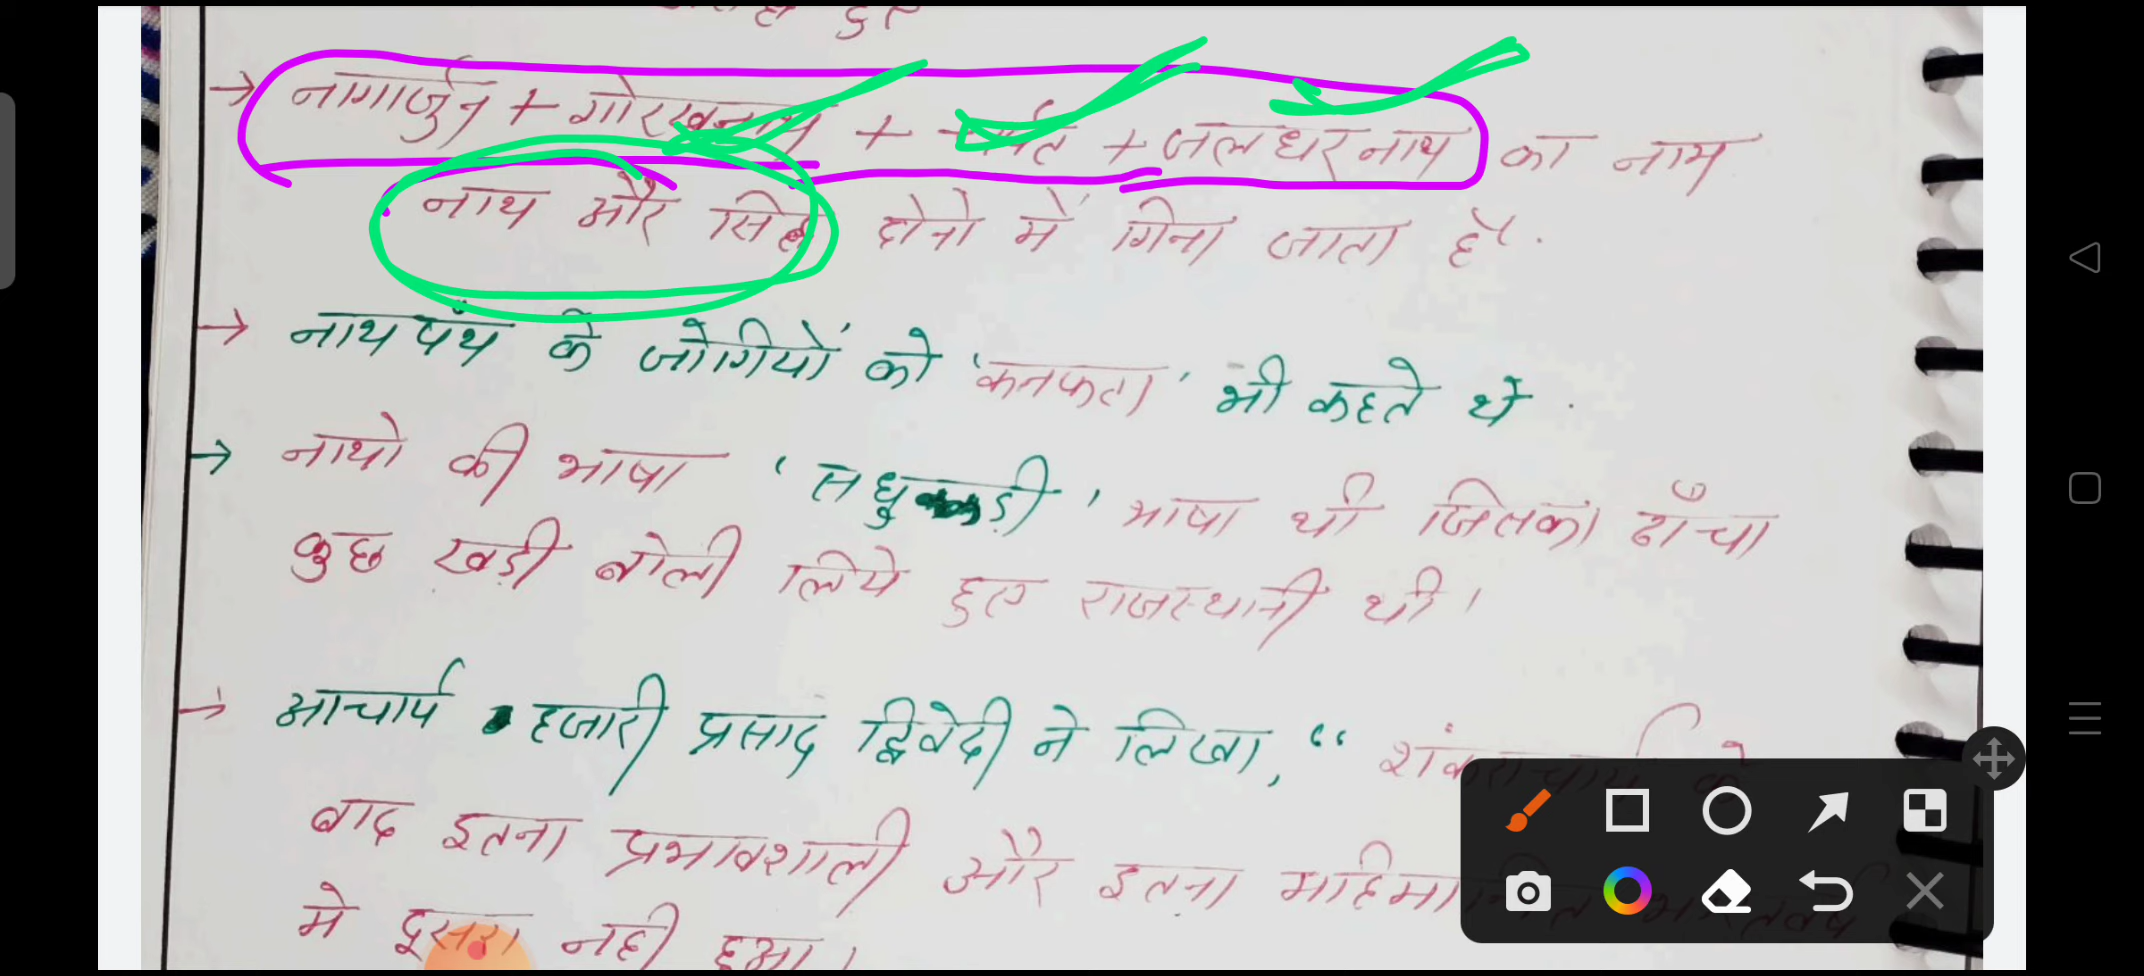 → नागार्जुन + गोरखनाथ + चर्पट + जलधर नाथ का नाम
नाथ और सिद्ध दोनो में गिना जाता है.
→ नाथ पंथ के जोगियों को 'कनफटा' भी कहते थे.
→ नाथो की भाषा 'सधुक्कड़ी' भाषा थी जिसका ढाँचा
कुछ खड़ी बोली लिये हुए राजस्थानी थी।
→ आचार्य हजारी प्रसाद द्विवेदी ने लिखा, “ शंकराचार्य के
बाद इतना प्रभावशाली और इतना महिमा
मे दूसरा नही हुआ।